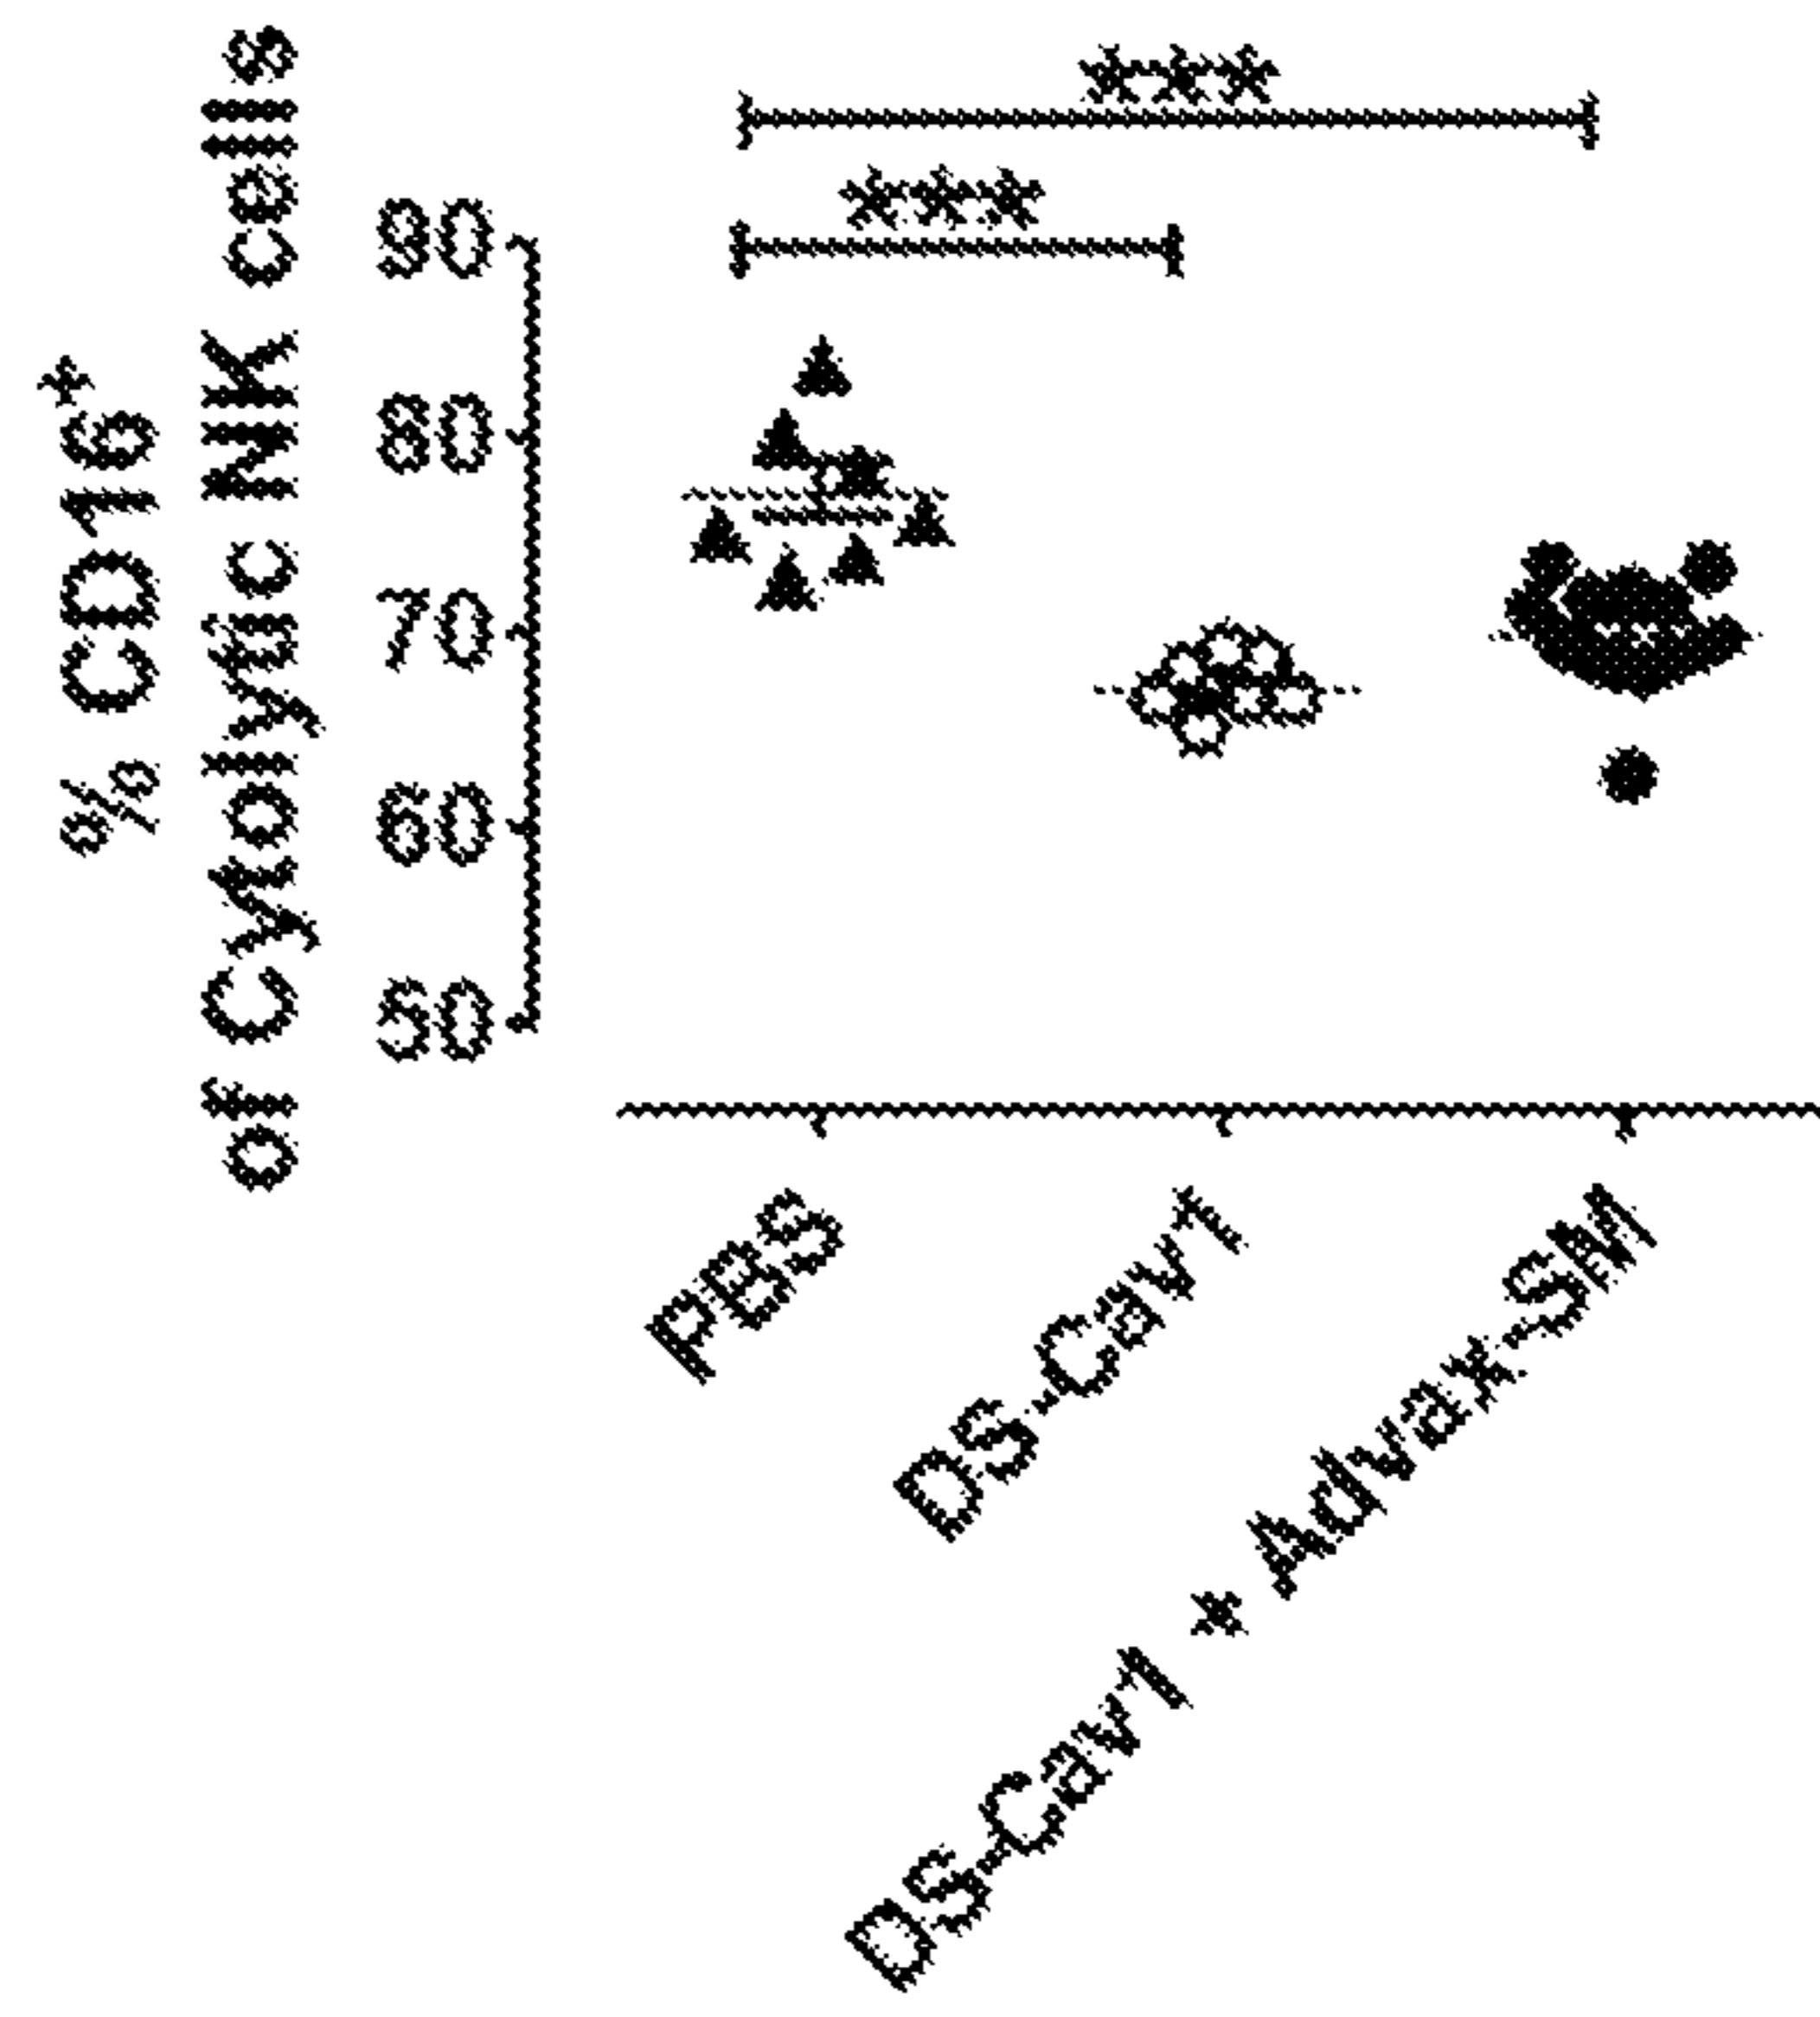 % CD16+
of Cytolytic NK Cells
***
***
90
80
70
60
50
PBS
DS-Cav1
DS-Cav1 + Advax-SM